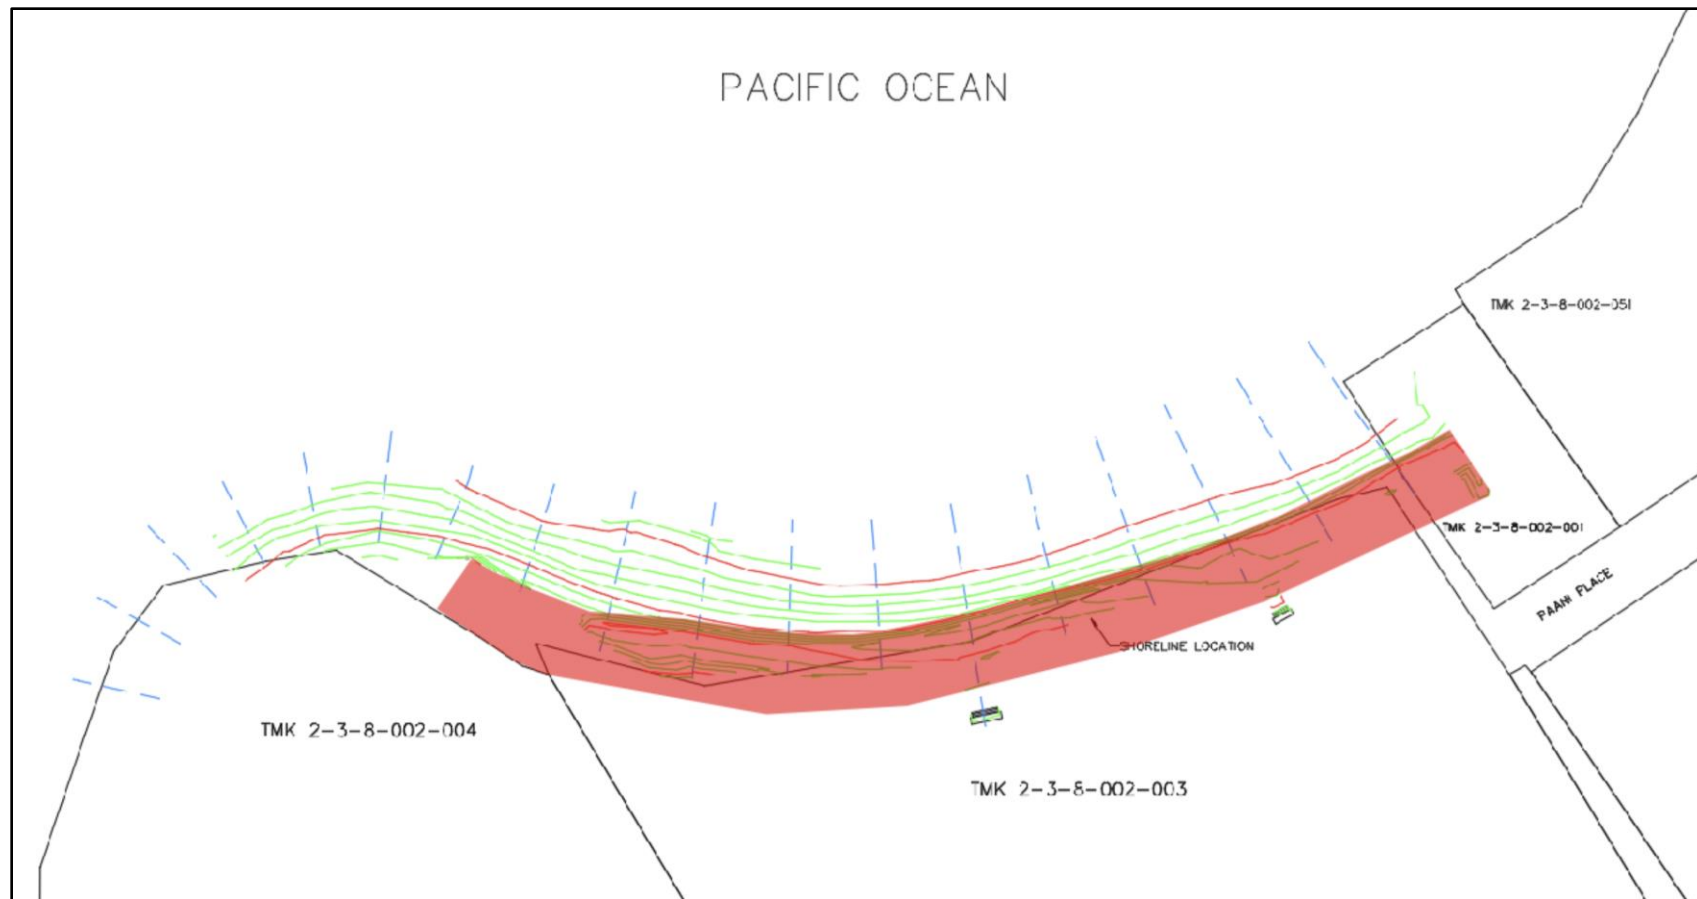 PACIFIC OCEAN
TMK 2-3-8-002-051
TMK 2-3-8-002-001
PAANI PLACE
SHORELINE LOCATION
TMK 2-3-8-002-004
TMK 2-3-8-002-003